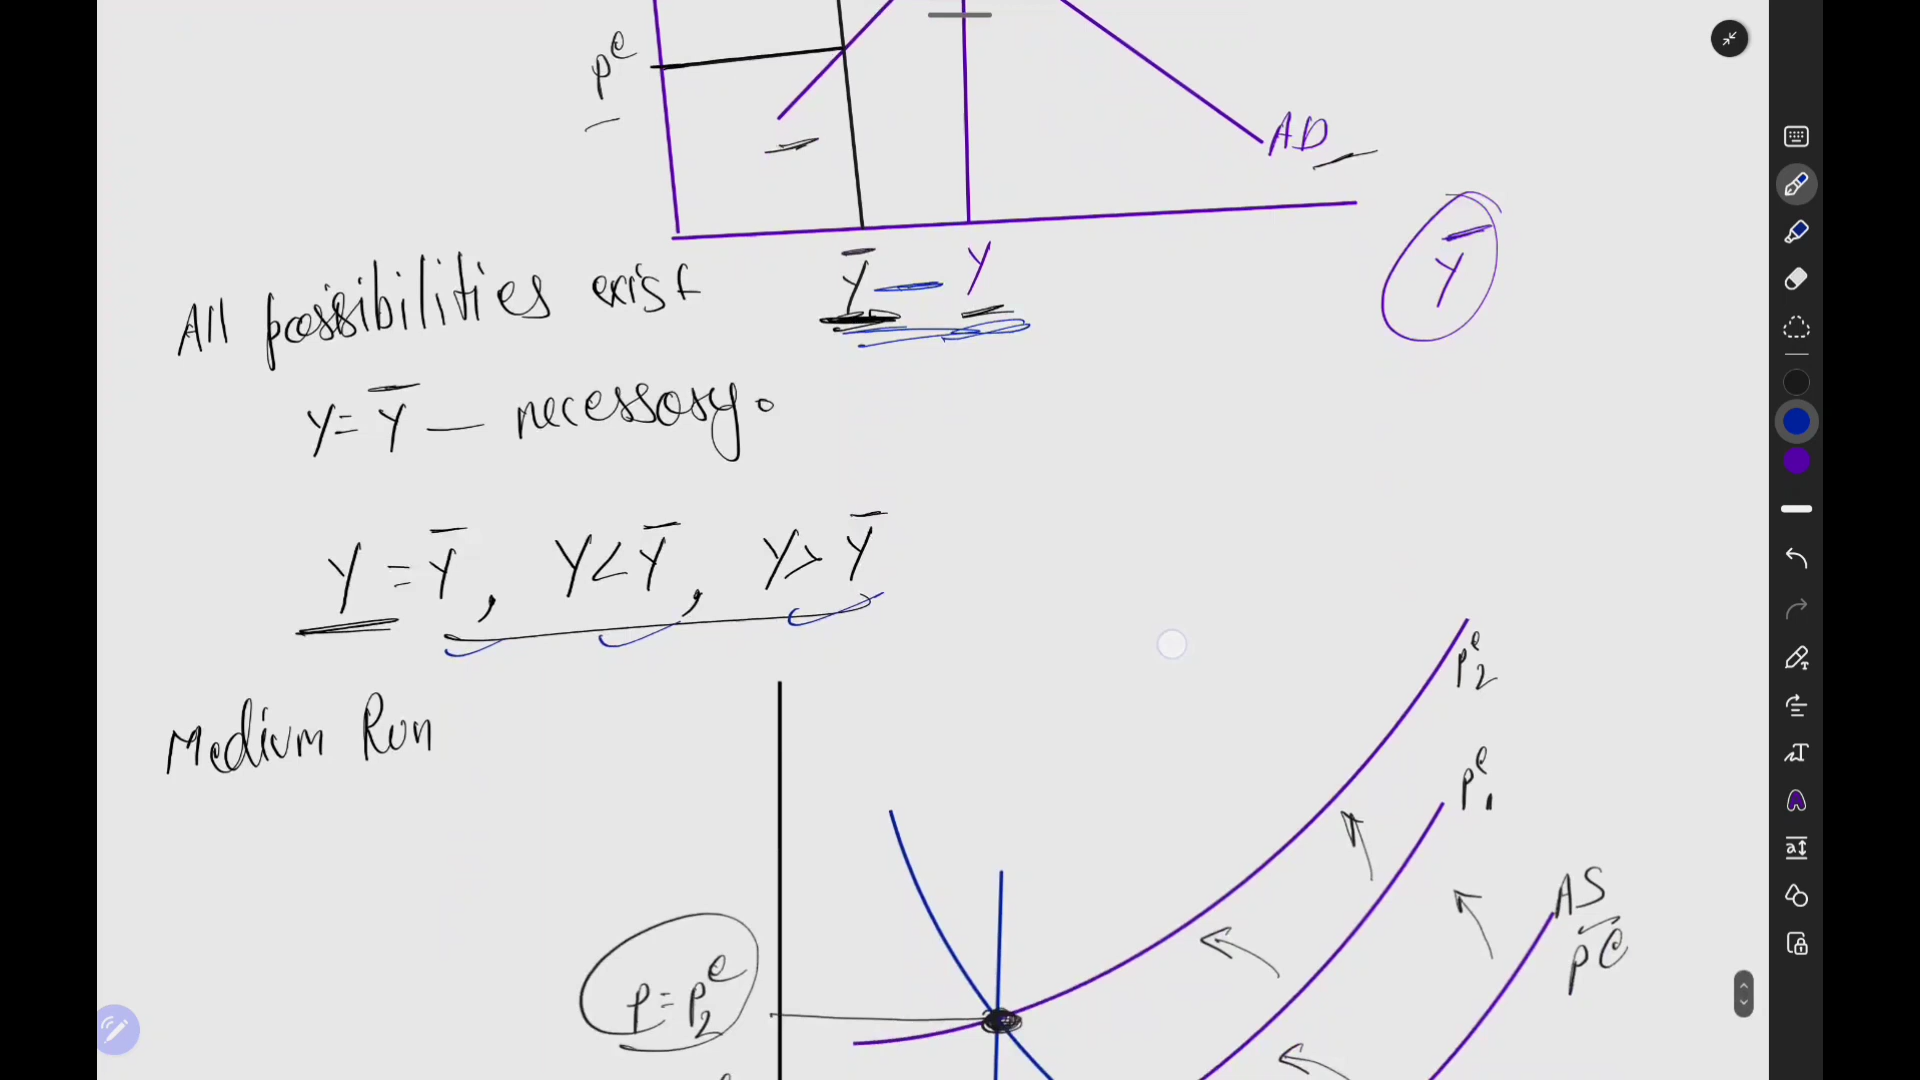 pᵉ
AD
Ȳ — Y
Ȳ
All possibilities exist
Y = Ȳ — necessary.
Y = Ȳ, Y < Ȳ, Y > Ȳ
Medium Run
p₂ᵉ
p₁ᵉ
AS
pᵉ
p = p₂ᵉ